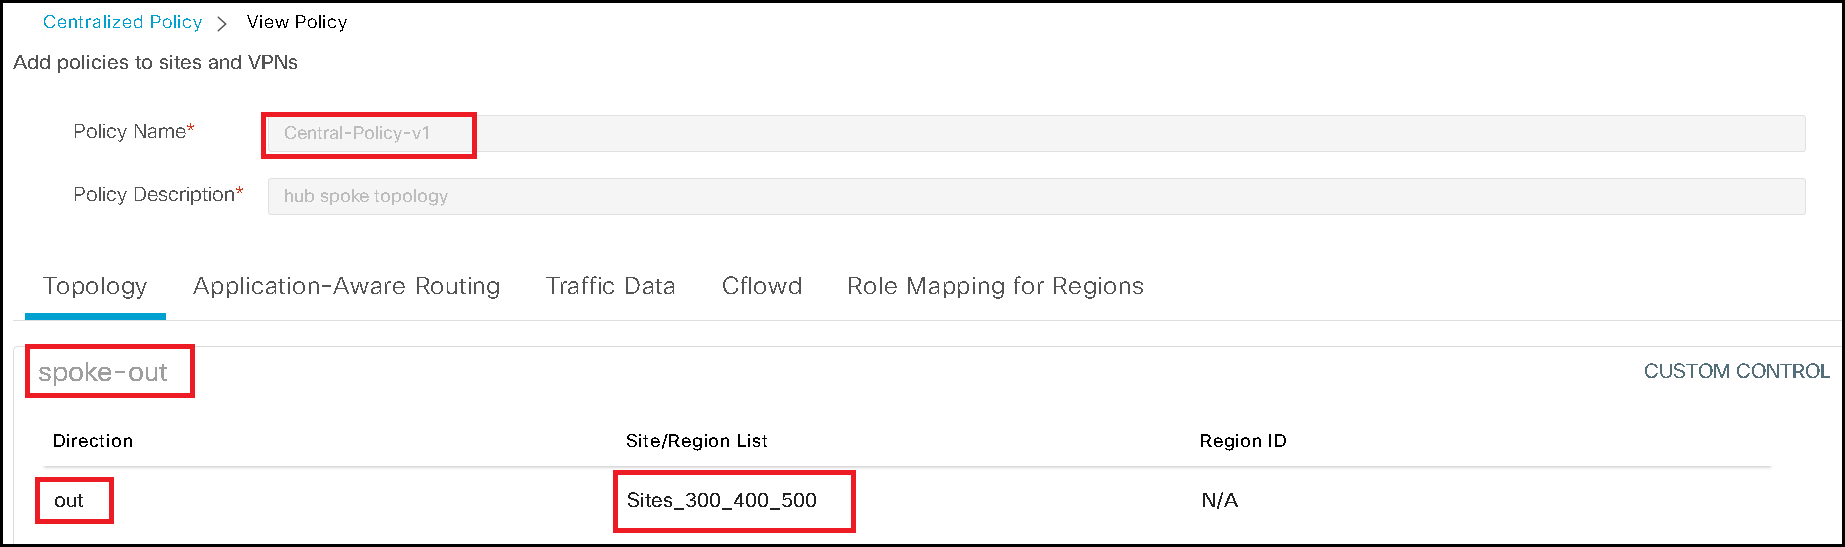 Centralized Policy > View Policy
Add policies to sites and VPNs
Policy Name* Central-Policy-v1
Policy Description* hub spoke topology
Topology Application-Aware Routing Traffic Data Cflowd Role Mapping for Regions
spoke-out CUSTOM CONTROL
Direction Site/Region List Region ID
out Sites_300_400_500 N/A